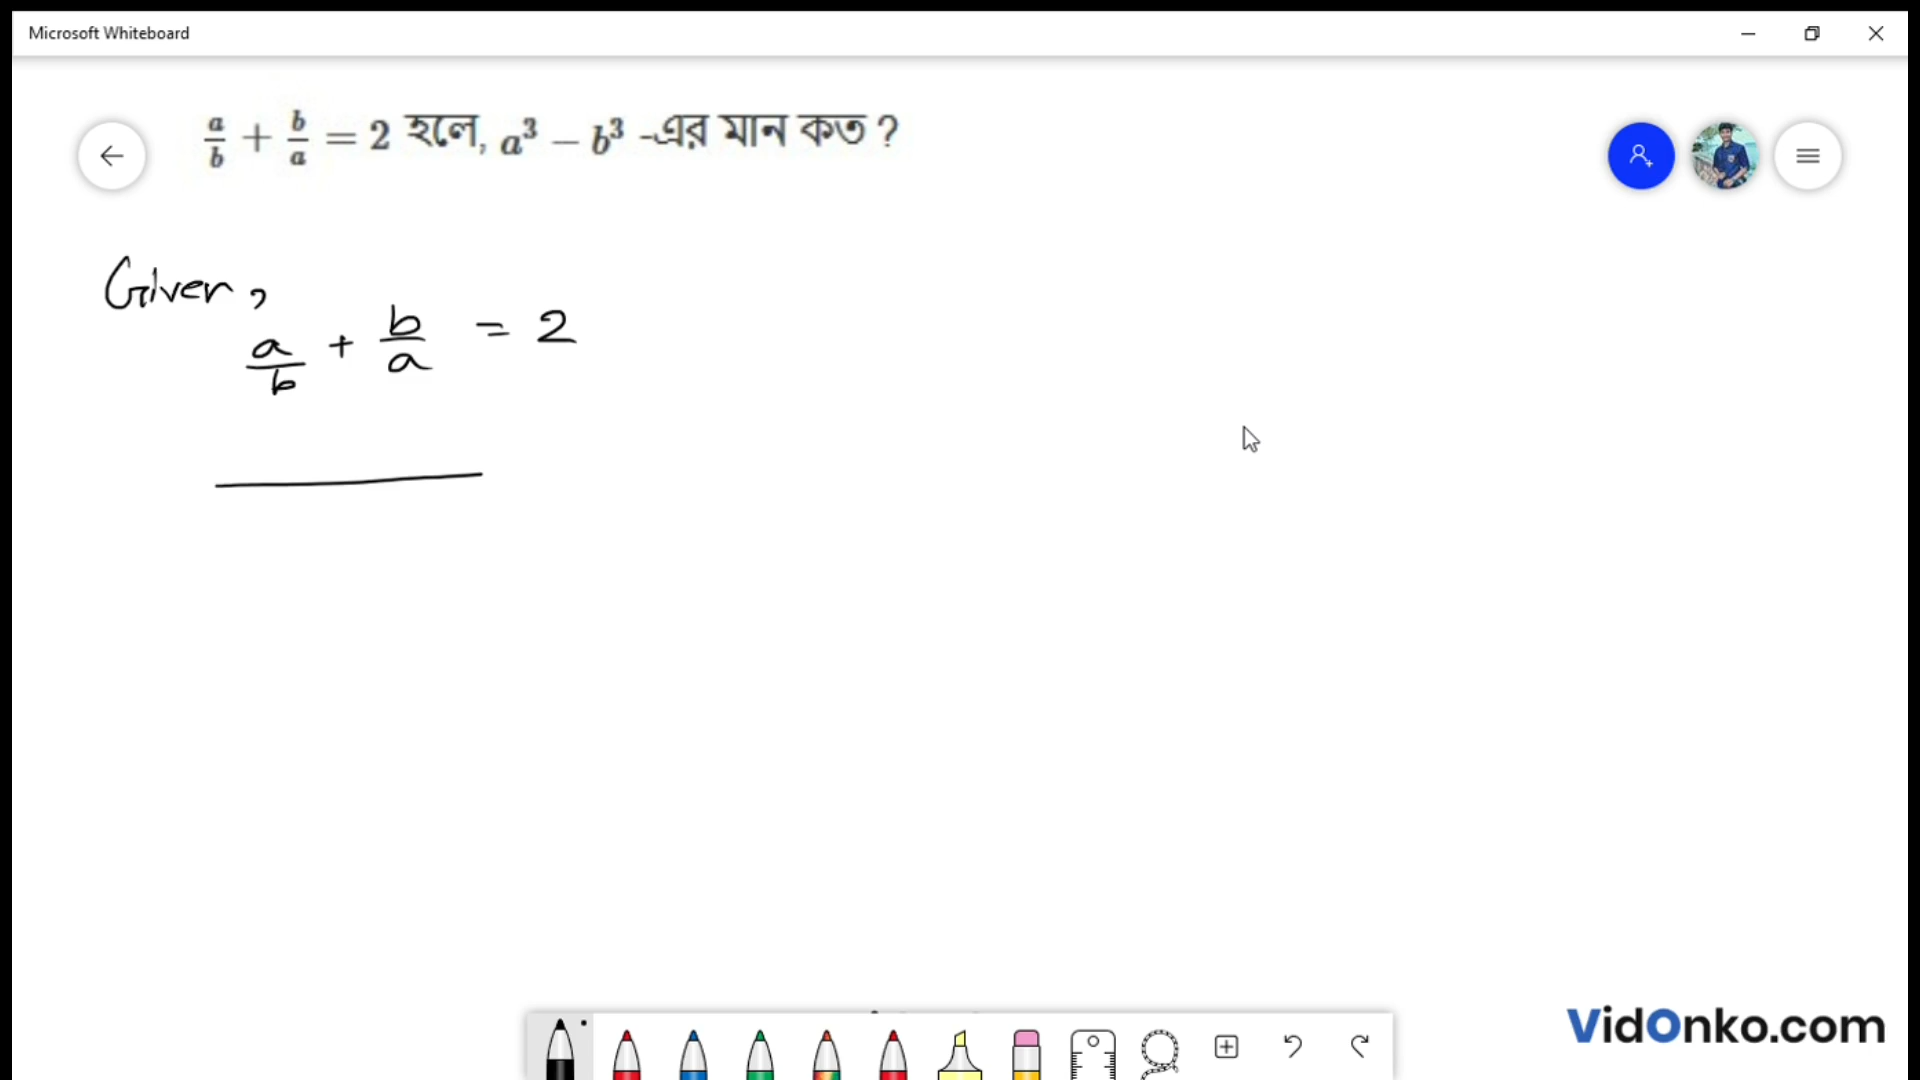 Microsoft Whiteboard
a/b + b/a = 2 হলে, a³ − b³ -এর মান কত ?
Given,
a/b + b/a = 2
VidOnko.com